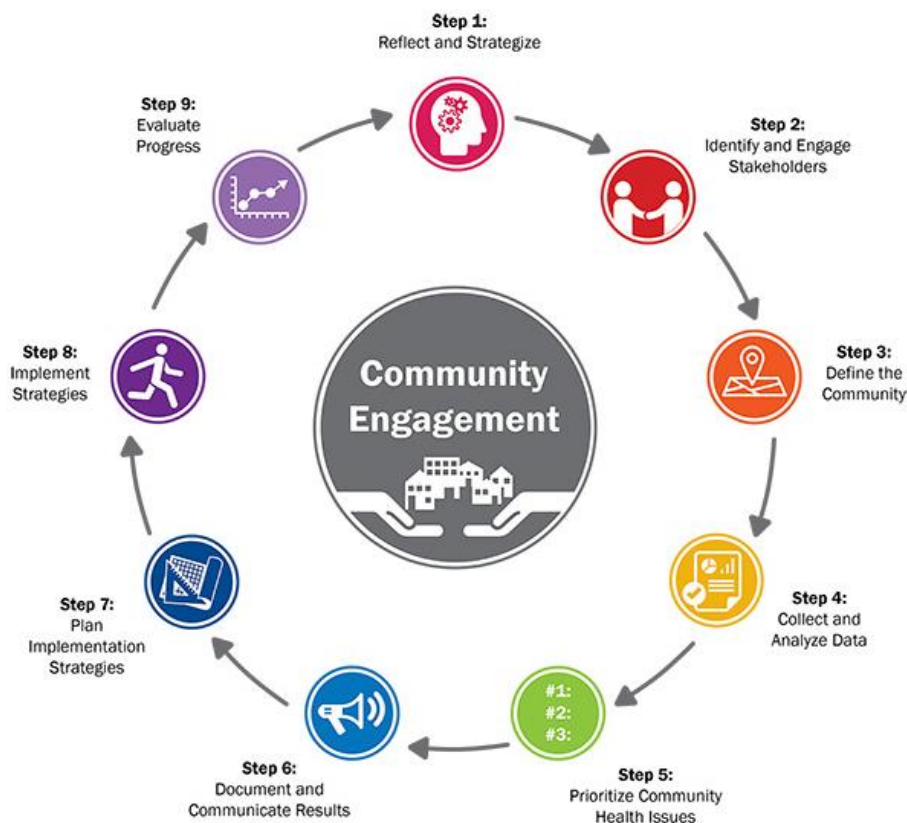 Step 1:
Reflect and Strategize
Step 2:
Identify and Engage
Stakeholders
Step 3:
Define the
Community
Step 4:
Collect and
Analyze Data
#1:
#2:
#3:
Step 5:
Prioritize Community
Health Issues
Step 6:
Document and
Communicate Results
Step 7:
Plan
Implementation
Strategies
Step 8:
Implement
Strategies
Step 9:
Evaluate
Progress
Community
Engagement